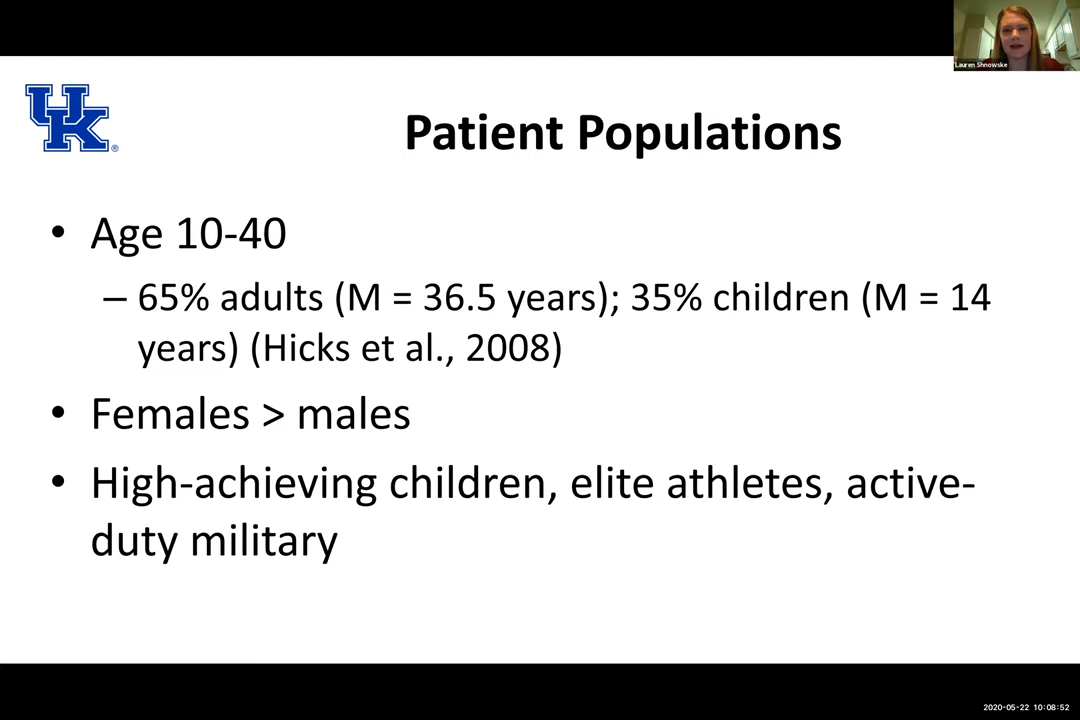 Lauren Shnowske
UK
®
Patient Populations
• Age 10-40
– 65% adults (M = 36.5 years); 35% children (M = 14
years) (Hicks et al., 2008)
• Females > males
• High-achieving children, elite athletes, active-
duty military
2020-05-22 10:08:52